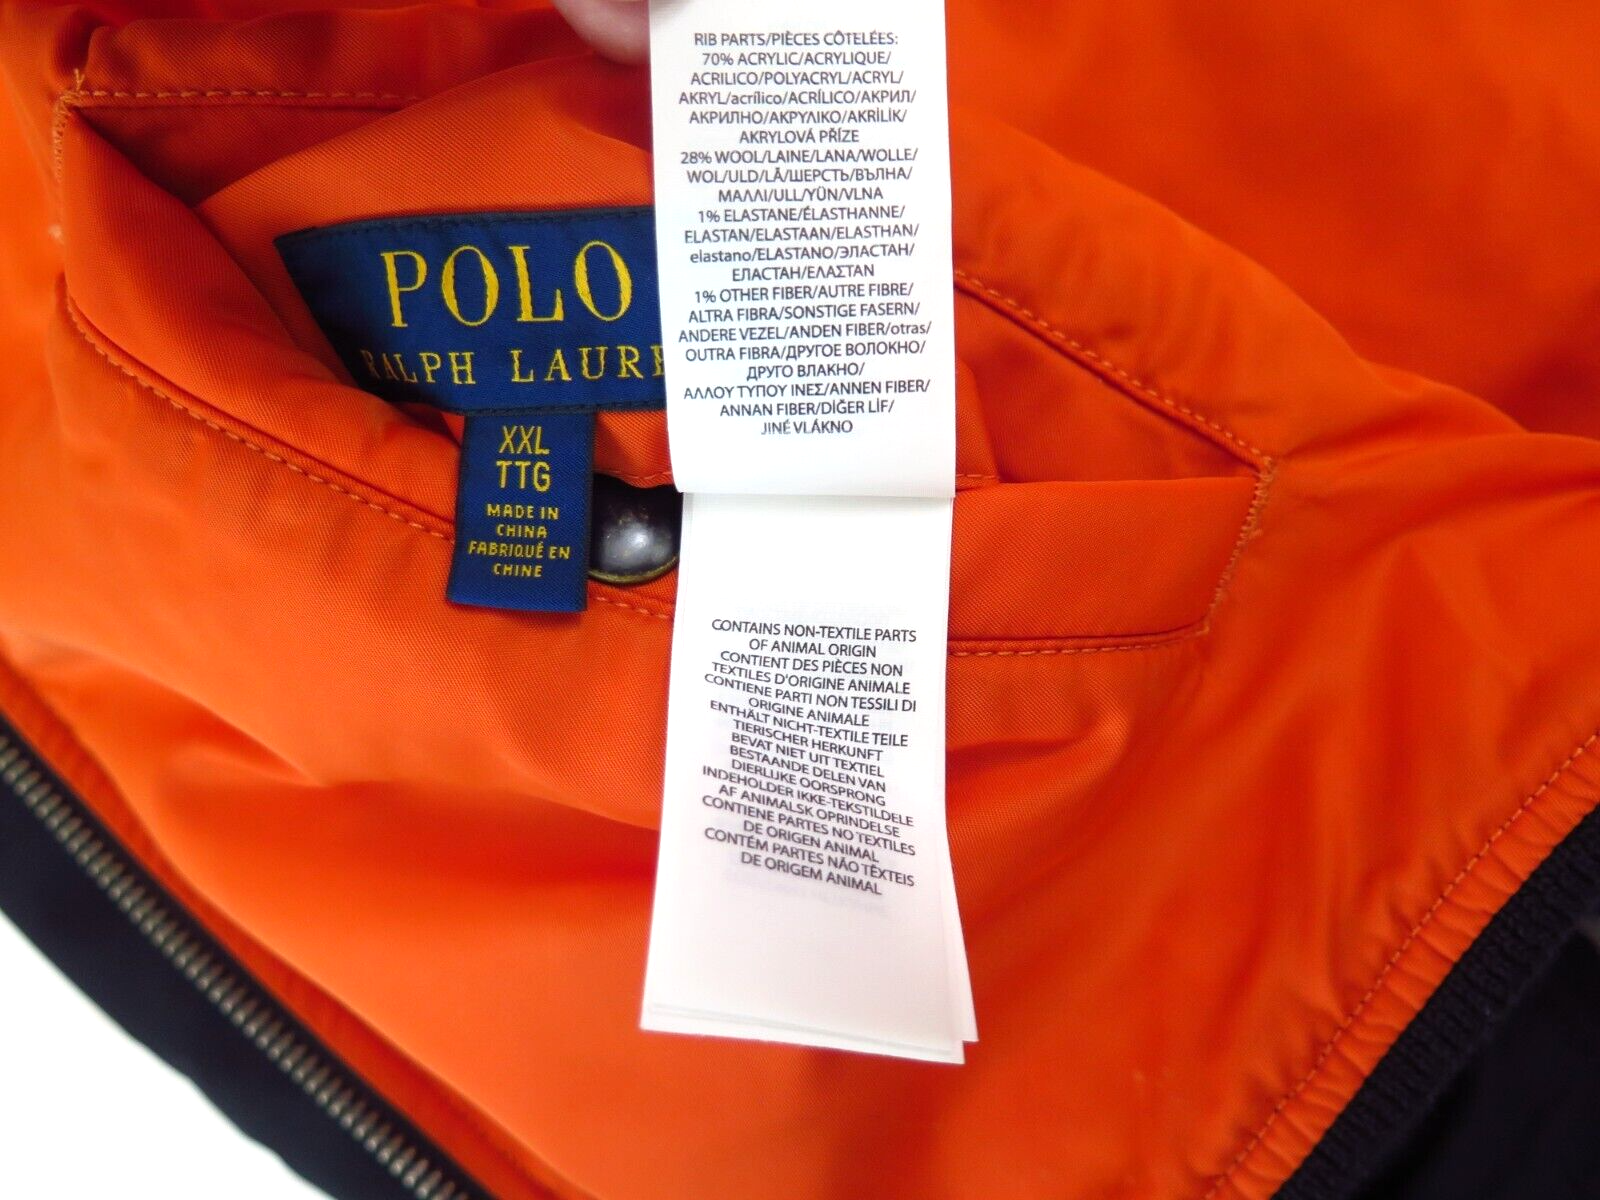 RIB PARTS/PIÈCES CÔTELÉES:
70% ACRYLIC/ACRYLIQUE/
ACRILICO/POLYACRYL/ACRYL/
AKRYL/acrílico/ACRÍLICO/АКРИЛ/
АКРИЛНО/ΑΚΡΥΛΙΚΟ/AKRİLİK/
AKRYLOVÁ PŘÍZE
28% WOOL/LAINE/LANA/WOLLE/
WOL/ULD/LÅ/ШЕРСТЬ/ВЪЛНА/
ΜΑΛΛΙ/ULL/YÜN/VLNA
1% ELASTANE/ÉLASTHANNE/
ELASTAN/ELASTAAN/ELASTHAN/
elastano/ELASTANO/ЭЛАСТАН/
ЕЛАСТАН/ΕΛΑΣΤΑΝ
1% OTHER FIBER/AUTRE FIBRE/
ALTRA FIBRA/SONSTIGE FASERN/
ANDERE VEZEL/ANDEN FIBER/otras/
OUTRA FIBRA/ДРУГОЕ ВОЛОКНО/
ДРУГО ВЛАКНО/
ΑΛΛΟΥ ΤΥΠΟΥ ΙΝΕΣ/ANNEN FIBER/
ANNAN FIBER/DİĞER LİF/
JINÉ VLÁKNO
POLO
RALPH LAURE
XXL
TTG
MADE IN
CHINA
FABRIQUÉ EN
CHINE
CONTAINS NON-TEXTILE PARTS
OF ANIMAL ORIGIN
CONTIENT DES PIÈCES NON
TEXTILES D'ORIGINE ANIMALE
CONTIENE PARTI NON TESSILI DI
ORIGINE ANIMALE
ENTHÄLT NICHT-TEXTILE TEILE
TIERISCHER HERKUNFT
BEVAT NIET UIT TEXTIEL
BESTAANDE DELEN VAN
DIERLIJKE OORSPRONG
INDEHOLDER IKKE-TEKSTILDELE
AF ANIMALSK OPRINDELSE
CONTIENE PARTES NO TEXTILES
DE ORIGEN ANIMAL
CONTÉM PARTES NÃO TÊXTEIS
DE ORIGEM ANIMAL